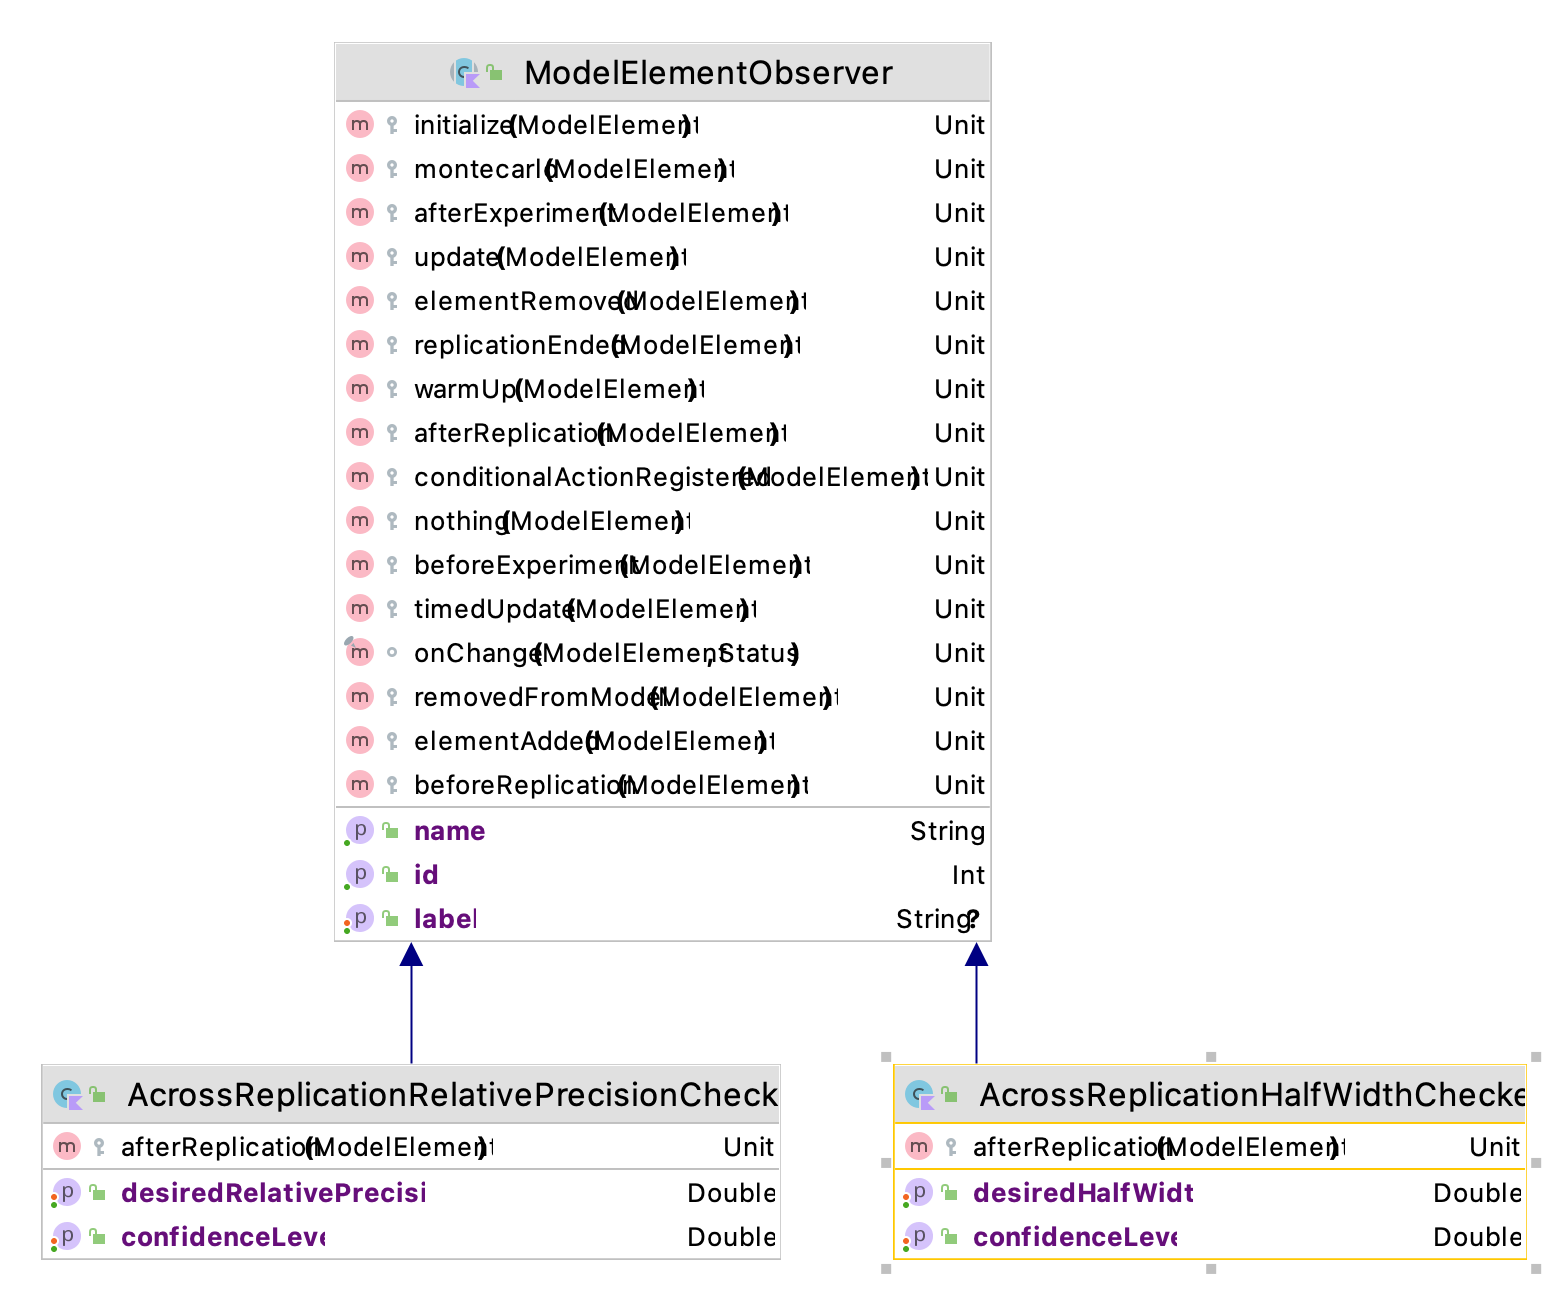 ModelElementObserver
initialize(ModelElement) Unit
montecarlo(ModelElement) Unit
afterExperiment(ModelElement) Unit
update(ModelElement) Unit
elementRemoved(ModelElement) Unit
replicationEnded(ModelElement) Unit
warmUp(ModelElement) Unit
afterReplication(ModelElement) Unit
conditionalActionRegistered(ModelElement) Unit
nothing(ModelElement) Unit
beforeExperiment(ModelElement) Unit
timedUpdate(ModelElement) Unit
onChange(ModelElement, Status) Unit
removedFromModel(ModelElement) Unit
elementAdded(ModelElement) Unit
beforeReplication(ModelElement) Unit
name String
id Int
label String?
AcrossReplicationRelativePrecisionCheck
afterReplication(ModelElement) Unit
desiredRelativePrecisi Double
confidenceLeve Double
AcrossReplicationHalfWidthChecke
afterReplication(ModelElement) Unit
desiredHalfWidt Double
confidenceLeve Double